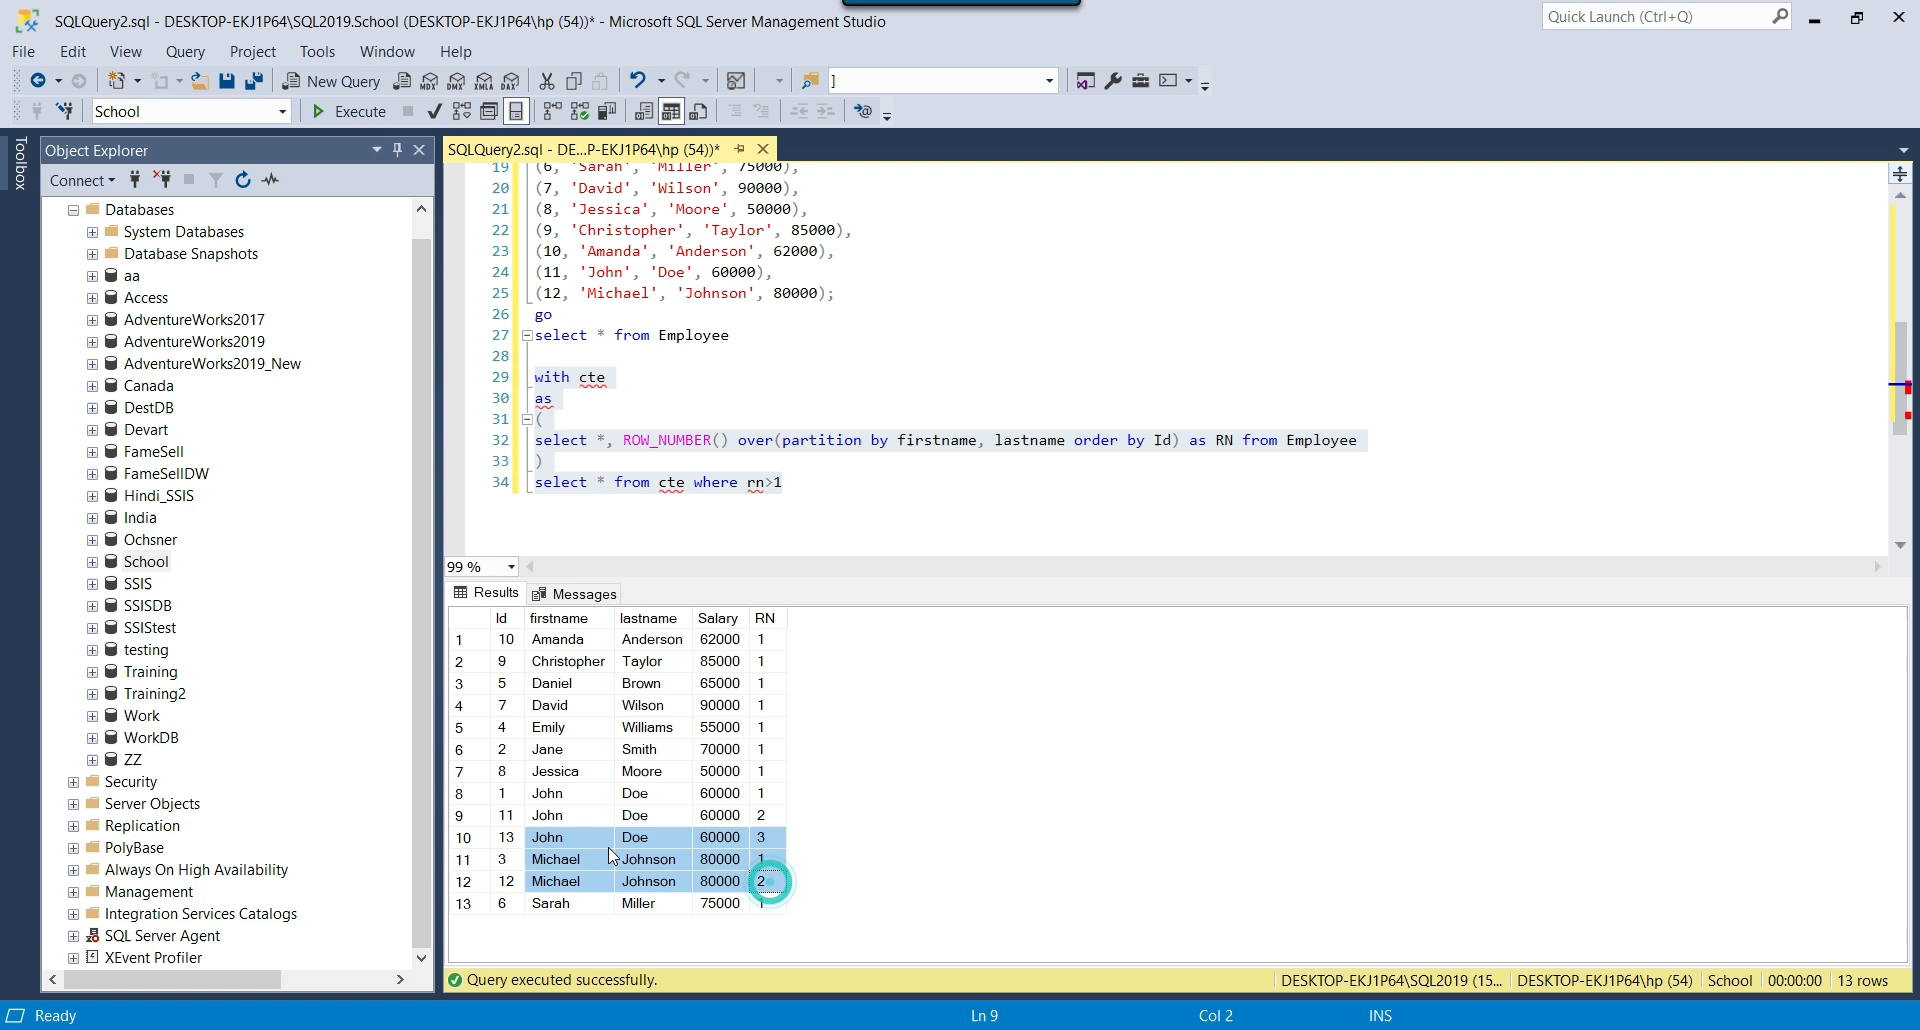 SQLQuery2.sql - DESKTOP-EKJ1P64\SQL2019.School (DESKTOP-EKJ1P64\hp (54))* - Microsoft SQL Server Management Studio
Quick Launch (Ctrl+Q)
File Edit View Query Project Tools Window Help
New Query MDX DMX XMLA DAX ]
School Execute
Toolbox
Object Explorer
SQLQuery2.sql - DE...P-EKJ1P64\hp (54))*
Connect
Databases
System Databases
Database Snapshots
aa
Access
AdventureWorks2017
AdventureWorks2019
AdventureWorks2019_New
Canada
DestDB
Devart
FameSell
FameSellDW
Hindi_SSIS
India
Ochsner
School
SSIS
SSISDB
SSIStest
testing
Training
Training2
Work
WorkDB
ZZ
Security
Server Objects
Replication
PolyBase
Always On High Availability
Management
Integration Services Catalogs
SQL Server Agent
XEvent Profiler
19 (6, 'Sarah', 'Miller', 75000),
20 (7, 'David', 'Wilson', 90000),
21 (8, 'Jessica', 'Moore', 50000),
22 (9, 'Christopher', 'Taylor', 85000),
23 (10, 'Amanda', 'Anderson', 62000),
24 (11, 'John', 'Doe', 60000),
25 (12, 'Michael', 'Johnson', 80000);
26 go
27 select * from Employee
28
29 with cte
30 as
31 (
32 select *, ROW_NUMBER() over(partition by firstname, lastname order by Id) as RN from Employee
33 )
34 select * from cte where rn>1
99 %
Results Messages
Id firstname lastname Salary RN
1 10 Amanda Anderson 62000 1
2 9 Christopher Taylor 85000 1
3 5 Daniel Brown 65000 1
4 7 David Wilson 90000 1
5 4 Emily Williams 55000 1
6 2 Jane Smith 70000 1
7 8 Jessica Moore 50000 1
8 1 John Doe 60000 1
9 11 John Doe 60000 2
10 13 John Doe 60000 3
11 3 Michael Johnson 80000 1
12 12 Michael Johnson 80000 2
13 6 Sarah Miller 75000 1
Query executed successfully.
DESKTOP-EKJ1P64\SQL2019 (15... DESKTOP-EKJ1P64\hp (54) School 00:00:00 13 rows
Ready Ln 9 Col 2 INS